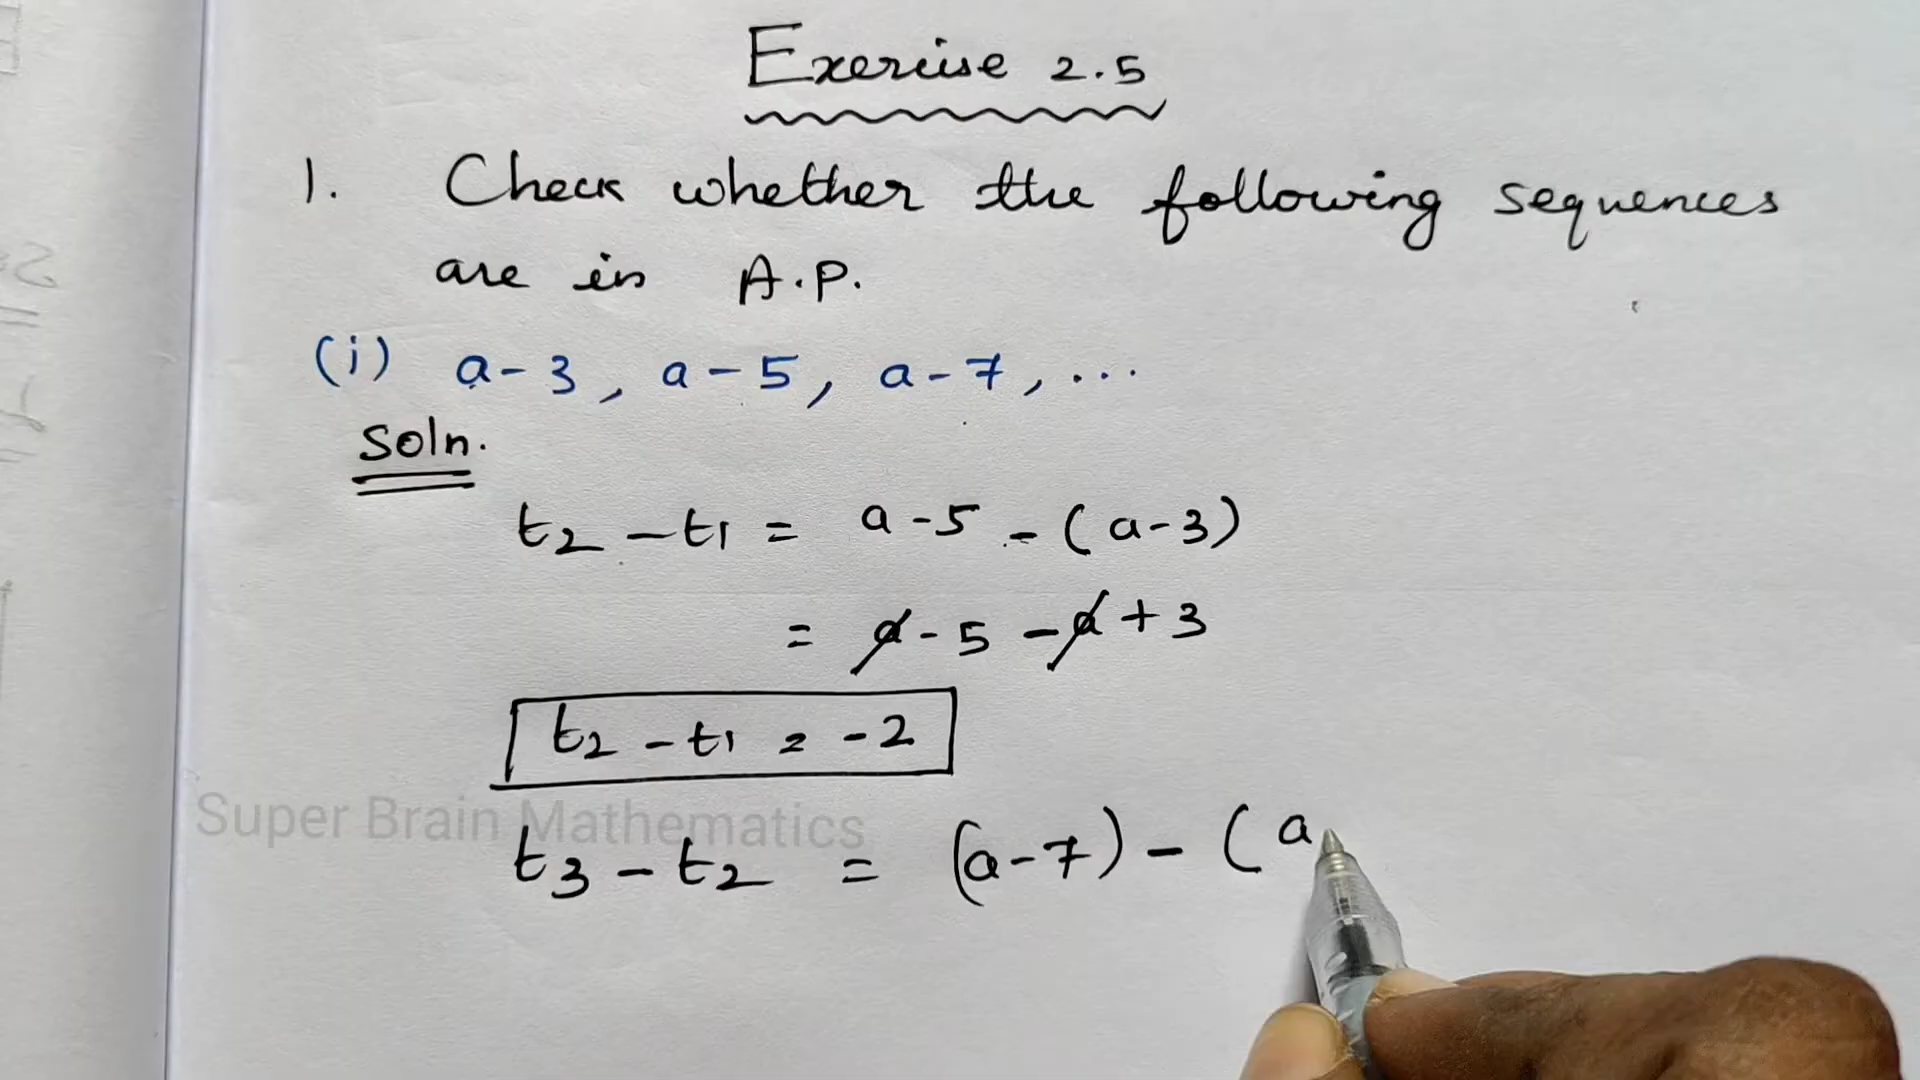 Exercise 2.5
1. Check whether the following sequences
are in A.P.
(i) a-3, a-5, a-7, ...
Soln.
t2 - t1 = a-5 - (a-3)
= a-5 -a+3
t2 - t1 = -2
Super Brain Mathematics
t3 - t2 = (a-7) - (a